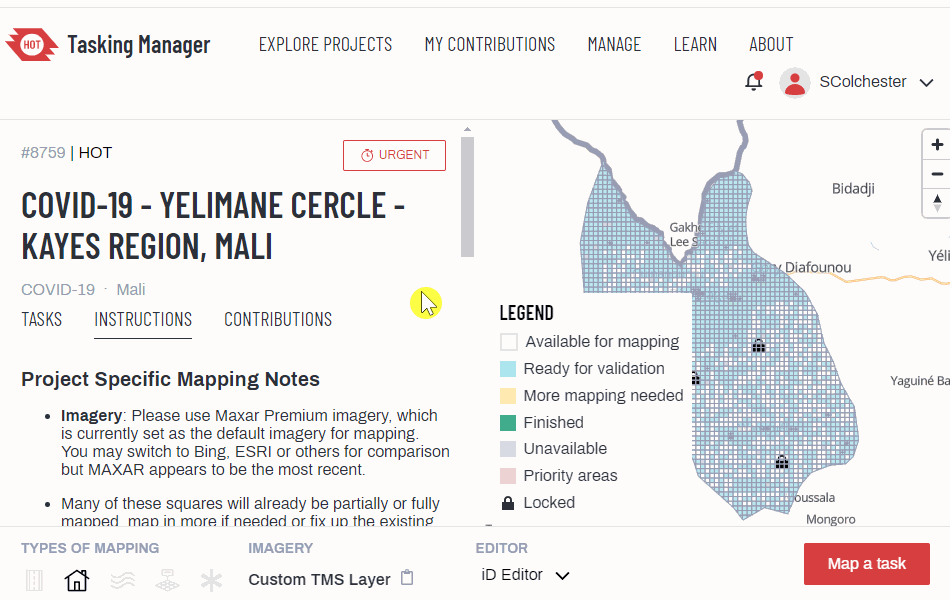 HOT Tasking Manager EXPLORE PROJECTS MY CONTRIBUTIONS MANAGE LEARN ABOUT
SColchester
#8759 | HOT
URGENT
COVID-19 - YELIMANE CERCLE -
KAYES REGION, MALI
COVID-19 · Mali
TASKS INSTRUCTIONS CONTRIBUTIONS
Project Specific Mapping Notes
• Imagery: Please use Maxar Premium imagery, which
is currently set as the default imagery for mapping.
You may switch to Bing, ESRI or others for comparison
but MAXAR appears to be the most recent.
• Many of these squares will already be partially or fully
mapped, map in more if needed or fix up the existing
Bidadji
Gakh
Lee S
Diafounou
Yéli
Yaguiné Ba
oussala
Mongoro
LEGEND
Available for mapping
Ready for validation
More mapping needed
Finished
Unavailable
Priority areas
Locked
TYPES OF MAPPING
IMAGERY
Custom TMS Layer
EDITOR
iD Editor
Map a task